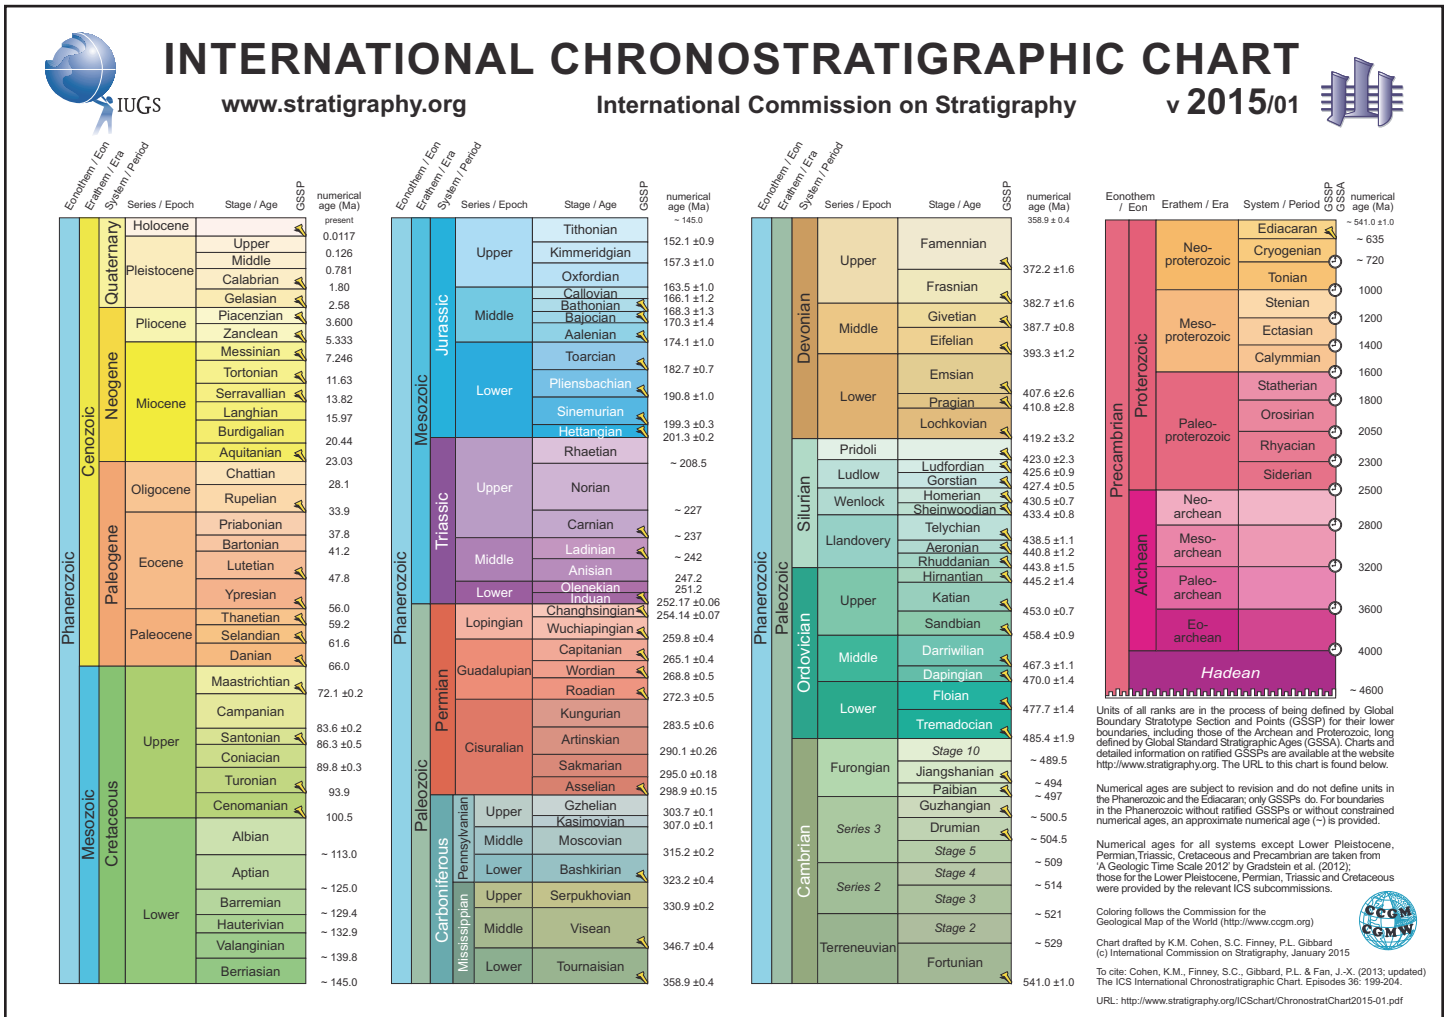 INTERNATIONAL CHRONOSTRATIGRAPHIC CHART
IUGS
www.stratigraphy.org
International Commission on Stratigraphy
v 2015/01
Eonothem / Eon
Erathem / Era
System / Period
Series / Epoch
Stage / Age
GSSP
numerical
age (Ma)
Phanerozoic
Cenozoic
Mesozoic
Quaternary
Neogene
Paleogene
Cretaceous
present
Holocene
0.0117
Pleistocene
Upper
0.126
Middle
0.781
Calabrian
1.80
Gelasian
2.58
Pliocene
Piacenzian
3.600
Zanclean
5.333
Miocene
Messinian
7.246
Tortonian
11.63
Serravallian
13.82
Langhian
15.97
Burdigalian
20.44
Aquitanian
23.03
Oligocene
Chattian
28.1
Rupelian
33.9
Eocene
Priabonian
37.8
Bartonian
41.2
Lutetian
47.8
Ypresian
56.0
Paleocene
Thanetian
59.2
Selandian
61.6
Danian
66.0
Upper
Maastrichtian
72.1 ±0.2
Campanian
83.6 ±0.2
Santonian
86.3 ±0.5
Coniacian
89.8 ±0.3
Turonian
93.9
Cenomanian
100.5
Lower
Albian
~ 113.0
Aptian
~ 125.0
Barremian
~ 129.4
Hauterivian
~ 132.9
Valanginian
~ 139.8
Berriasian
~ 145.0
Eonothem / Eon
Erathem / Era
System / Period
Series / Epoch
Stage / Age
GSSP
numerical
age (Ma)
Phanerozoic
Mesozoic
Paleozoic
Jurassic
Triassic
Permian
Carboniferous
Pennsylvanian
Mississippian
~ 145.0
Upper
Tithonian
152.1 ±0.9
Kimmeridgian
157.3 ±1.0
Oxfordian
163.5 ±1.0
Middle
Callovian
166.1 ±1.2
Bathonian
168.3 ±1.3
Bajocian
170.3 ±1.4
Aalenian
174.1 ±1.0
Lower
Toarcian
182.7 ±0.7
Pliensbachian
190.8 ±1.0
Sinemurian
199.3 ±0.3
Hettangian
201.3 ±0.2
Upper
Rhaetian
~ 208.5
Norian
~ 227
Carnian
~ 237
Middle
Ladinian
~ 242
Anisian
247.2
Lower
Olenekian
251.2
Induan
252.17 ±0.06
Lopingian
Changhsingian
254.14 ±0.07
Wuchiapingian
259.8 ±0.4
Guadalupian
Capitanian
265.1 ±0.4
Wordian
268.8 ±0.5
Roadian
272.3 ±0.5
Cisuralian
Kungurian
283.5 ±0.6
Artinskian
290.1 ±0.26
Sakmarian
295.0 ±0.18
Asselian
298.9 ±0.15
Upper
Gzhelian
303.7 ±0.1
Kasimovian
307.0 ±0.1
Middle
Moscovian
315.2 ±0.2
Lower
Bashkirian
323.2 ±0.4
Upper
Serpukhovian
330.9 ±0.2
Middle
Visean
346.7 ±0.4
Lower
Tournaisian
358.9 ±0.4
Eonothem / Eon
Erathem / Era
System / Period
Series / Epoch
Stage / Age
GSSP
numerical
age (Ma)
Phanerozoic
Paleozoic
Devonian
Silurian
Ordovician
Cambrian
358.9 ± 0.4
Upper
Famennian
372.2 ±1.6
Frasnian
382.7 ±1.6
Middle
Givetian
387.7 ±0.8
Eifelian
393.3 ±1.2
Lower
Emsian
407.6 ±2.6
Pragian
410.8 ±2.8
Lochkovian
419.2 ±3.2
Pridoli
423.0 ±2.3
Ludlow
Ludfordian
425.6 ±0.9
Gorstian
427.4 ±0.5
Wenlock
Homerian
430.5 ±0.7
Sheinwoodian
433.4 ±0.8
Llandovery
Telychian
438.5 ±1.1
Aeronian
440.8 ±1.2
Rhuddanian
443.8 ±1.5
Upper
Hirnantian
445.2 ±1.4
Katian
453.0 ±0.7
Sandbian
458.4 ±0.9
Middle
Darriwilian
467.3 ±1.1
Dapingian
470.0 ±1.4
Lower
Floian
477.7 ±1.4
Tremadocian
485.4 ±1.9
Furongian
Stage 10
~ 489.5
Jiangshanian
~ 494
Paibian
~ 497
Series 3
Guzhangian
~ 500.5
Drumian
~ 504.5
Stage 5
~ 509
Series 2
Stage 4
~ 514
Stage 3
~ 521
Terreneuvian
Stage 2
~ 529
Fortunian
541.0 ±1.0
Eonothem
/ Eon
Erathem / Era
System / Period
GSSP
GSSA
numerical
age (Ma)
Precambrian
Proterozoic
Archean
~ 541.0 ±1.0
Neo-
proterozoic
Ediacaran
~ 635
Cryogenian
~ 720
Tonian
1000
Meso-
proterozoic
Stenian
1200
Ectasian
1400
Calymmian
1600
Paleo-
proterozoic
Statherian
1800
Orosirian
2050
Rhyacian
2300
Siderian
2500
Neo-
archean
2800
Meso-
archean
3200
Paleo-
archean
3600
Eo-
archean
4000
Hadean
~ 4600
Units of all ranks are in the process of being defined by Global
Boundary Stratotype Section and Points (GSSP) for their lower
boundaries, including those of the Archean and Proterozoic, long
defined by Global Standard Stratigraphic Ages (GSSA). Charts and
detailed information on ratified GSSPs are available at the website
http://www.stratigraphy.org. The URL to this chart is found below.
Numerical ages are subject to revision and do not define units in
the Phanerozoic and the Ediacaran; only GSSPs do. For boundaries
in the Phanerozoic without ratified GSSPs or without constrained
numerical ages, an approximate numerical age (~) is provided.
Numerical ages for all systems except Lower Pleistocene,
Permian,Triassic, Cretaceous and Precambrian are taken from
'A Geologic Time Scale 2012' by Gradstein et al. (2012);
those for the Lower Pleistocene, Permian, Triassic and Cretaceous
were provided by the relevant ICS subcommissions.
Coloring follows the Commission for the
Geological Map of the World (http://www.ccgm.org)
CCGM
CGMW
Chart drafted by K.M. Cohen, S.C. Finney, P.L. Gibbard
(c) International Commission on Stratigraphy, January 2015
To cite: Cohen, K.M., Finney, S.C., Gibbard, P.L. & Fan, J.-X. (2013; updated)
The ICS International Chronostratigraphic Chart. Episodes 36: 199-204.
URL: http://www.stratigraphy.org/ICSchart/ChronostratChart2015-01.pdf